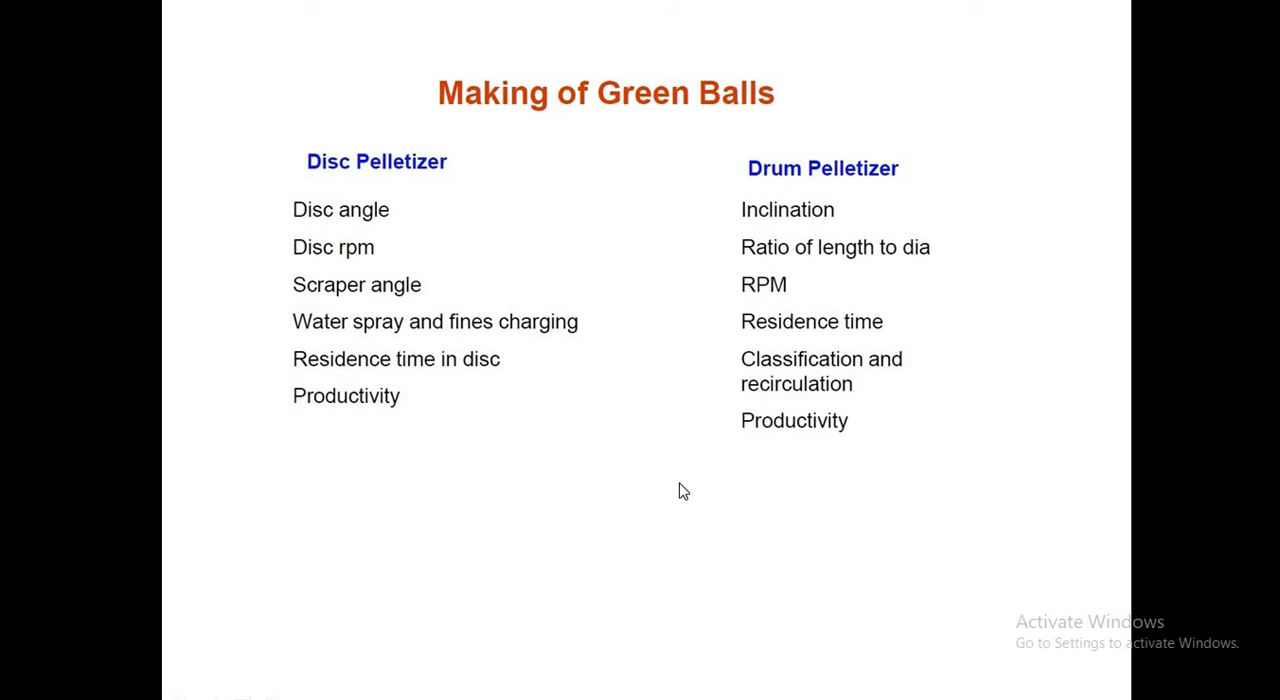 Making of Green Balls
Disc Pelletizer
Disc angle
Disc rpm
Scraper angle
Water spray and fines charging
Residence time in disc
Productivity
Drum Pelletizer
Inclination
Ratio of length to dia
RPM
Residence time
Classification and
recirculation
Productivity
Activate Windows
Go to Settings to activate Windows.